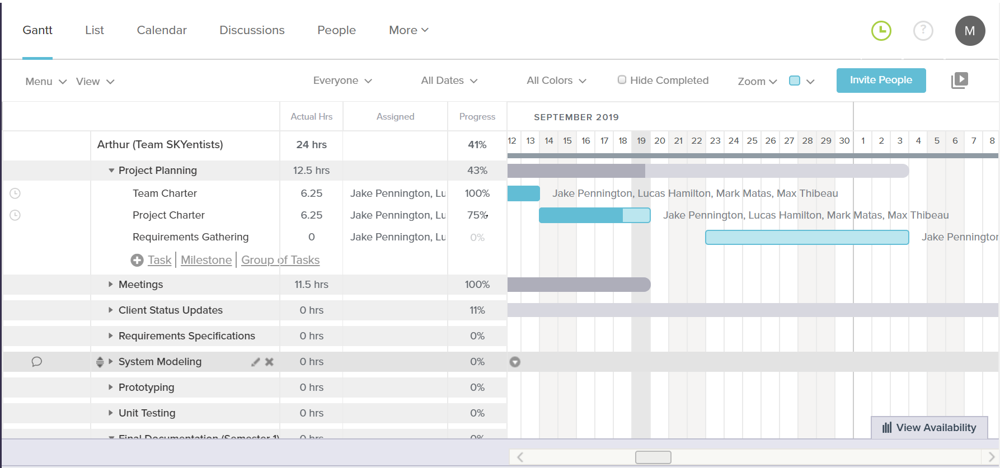 Gantt List Calendar Discussions People More ? M
Menu View Everyone All Dates All Colors Hide Completed Zoom Invite People
Actual Hrs Assigned Progress SEPTEMBER 2019
12 13 14 15 16 17 18 19 20 21 22 23 24 25 26 27 28 29 30 1 2 3 4 5 6 7 8
Arthur (Team SKYentists) 24 hrs 41%
Project Planning 12.5 hrs 43%
Team Charter 6.25 Jake Pennington, Lu 100% Jake Pennington, Lucas Hamilton, Mark Matas, Max Thibeau
Project Charter 6.25 Jake Pennington, Lu 75% Jake Pennington, Lucas Hamilton, Mark Matas, Max Thibeau
Requirements Gathering 0 Jake Pennington, Lu 0% Jake Pennington
Task Milestone Group of Tasks
Meetings 11.5 hrs 100%
Client Status Updates 0 hrs 11%
Requirements Specifications 0 hrs 0%
System Modeling 0 hrs 0%
Prototyping 0 hrs 0%
Unit Testing 0 hrs 0%
View Availability
Final Documentation (Semester 1) 0 hrs 0%